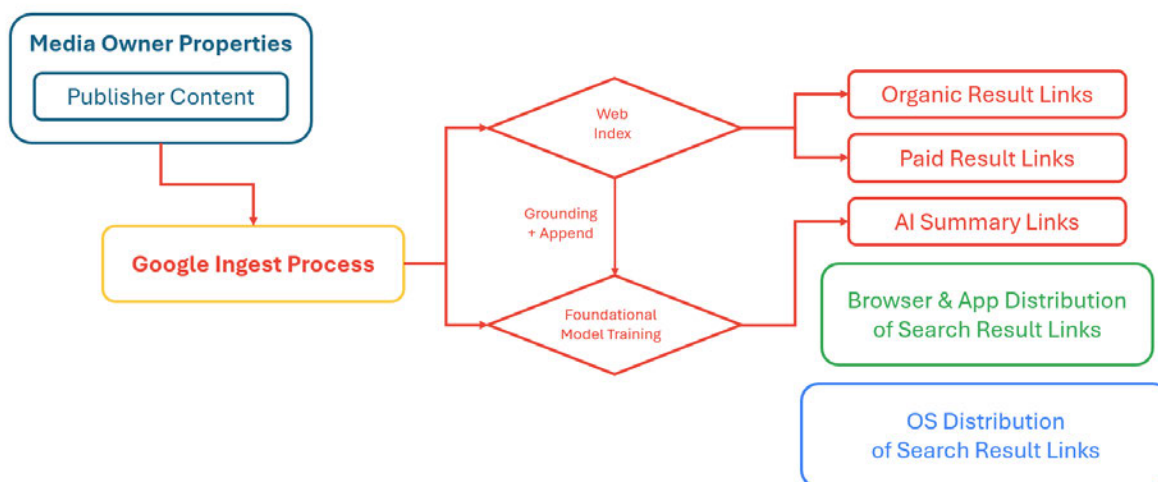 Media Owner Properties
Publisher Content
Google Ingest Process
Web
Index
Grounding
+ Append
Foundational
Model Training
Organic Result Links
Paid Result Links
AI Summary Links
Browser & App Distribution
of Search Result Links
OS Distribution
of Search Result Links